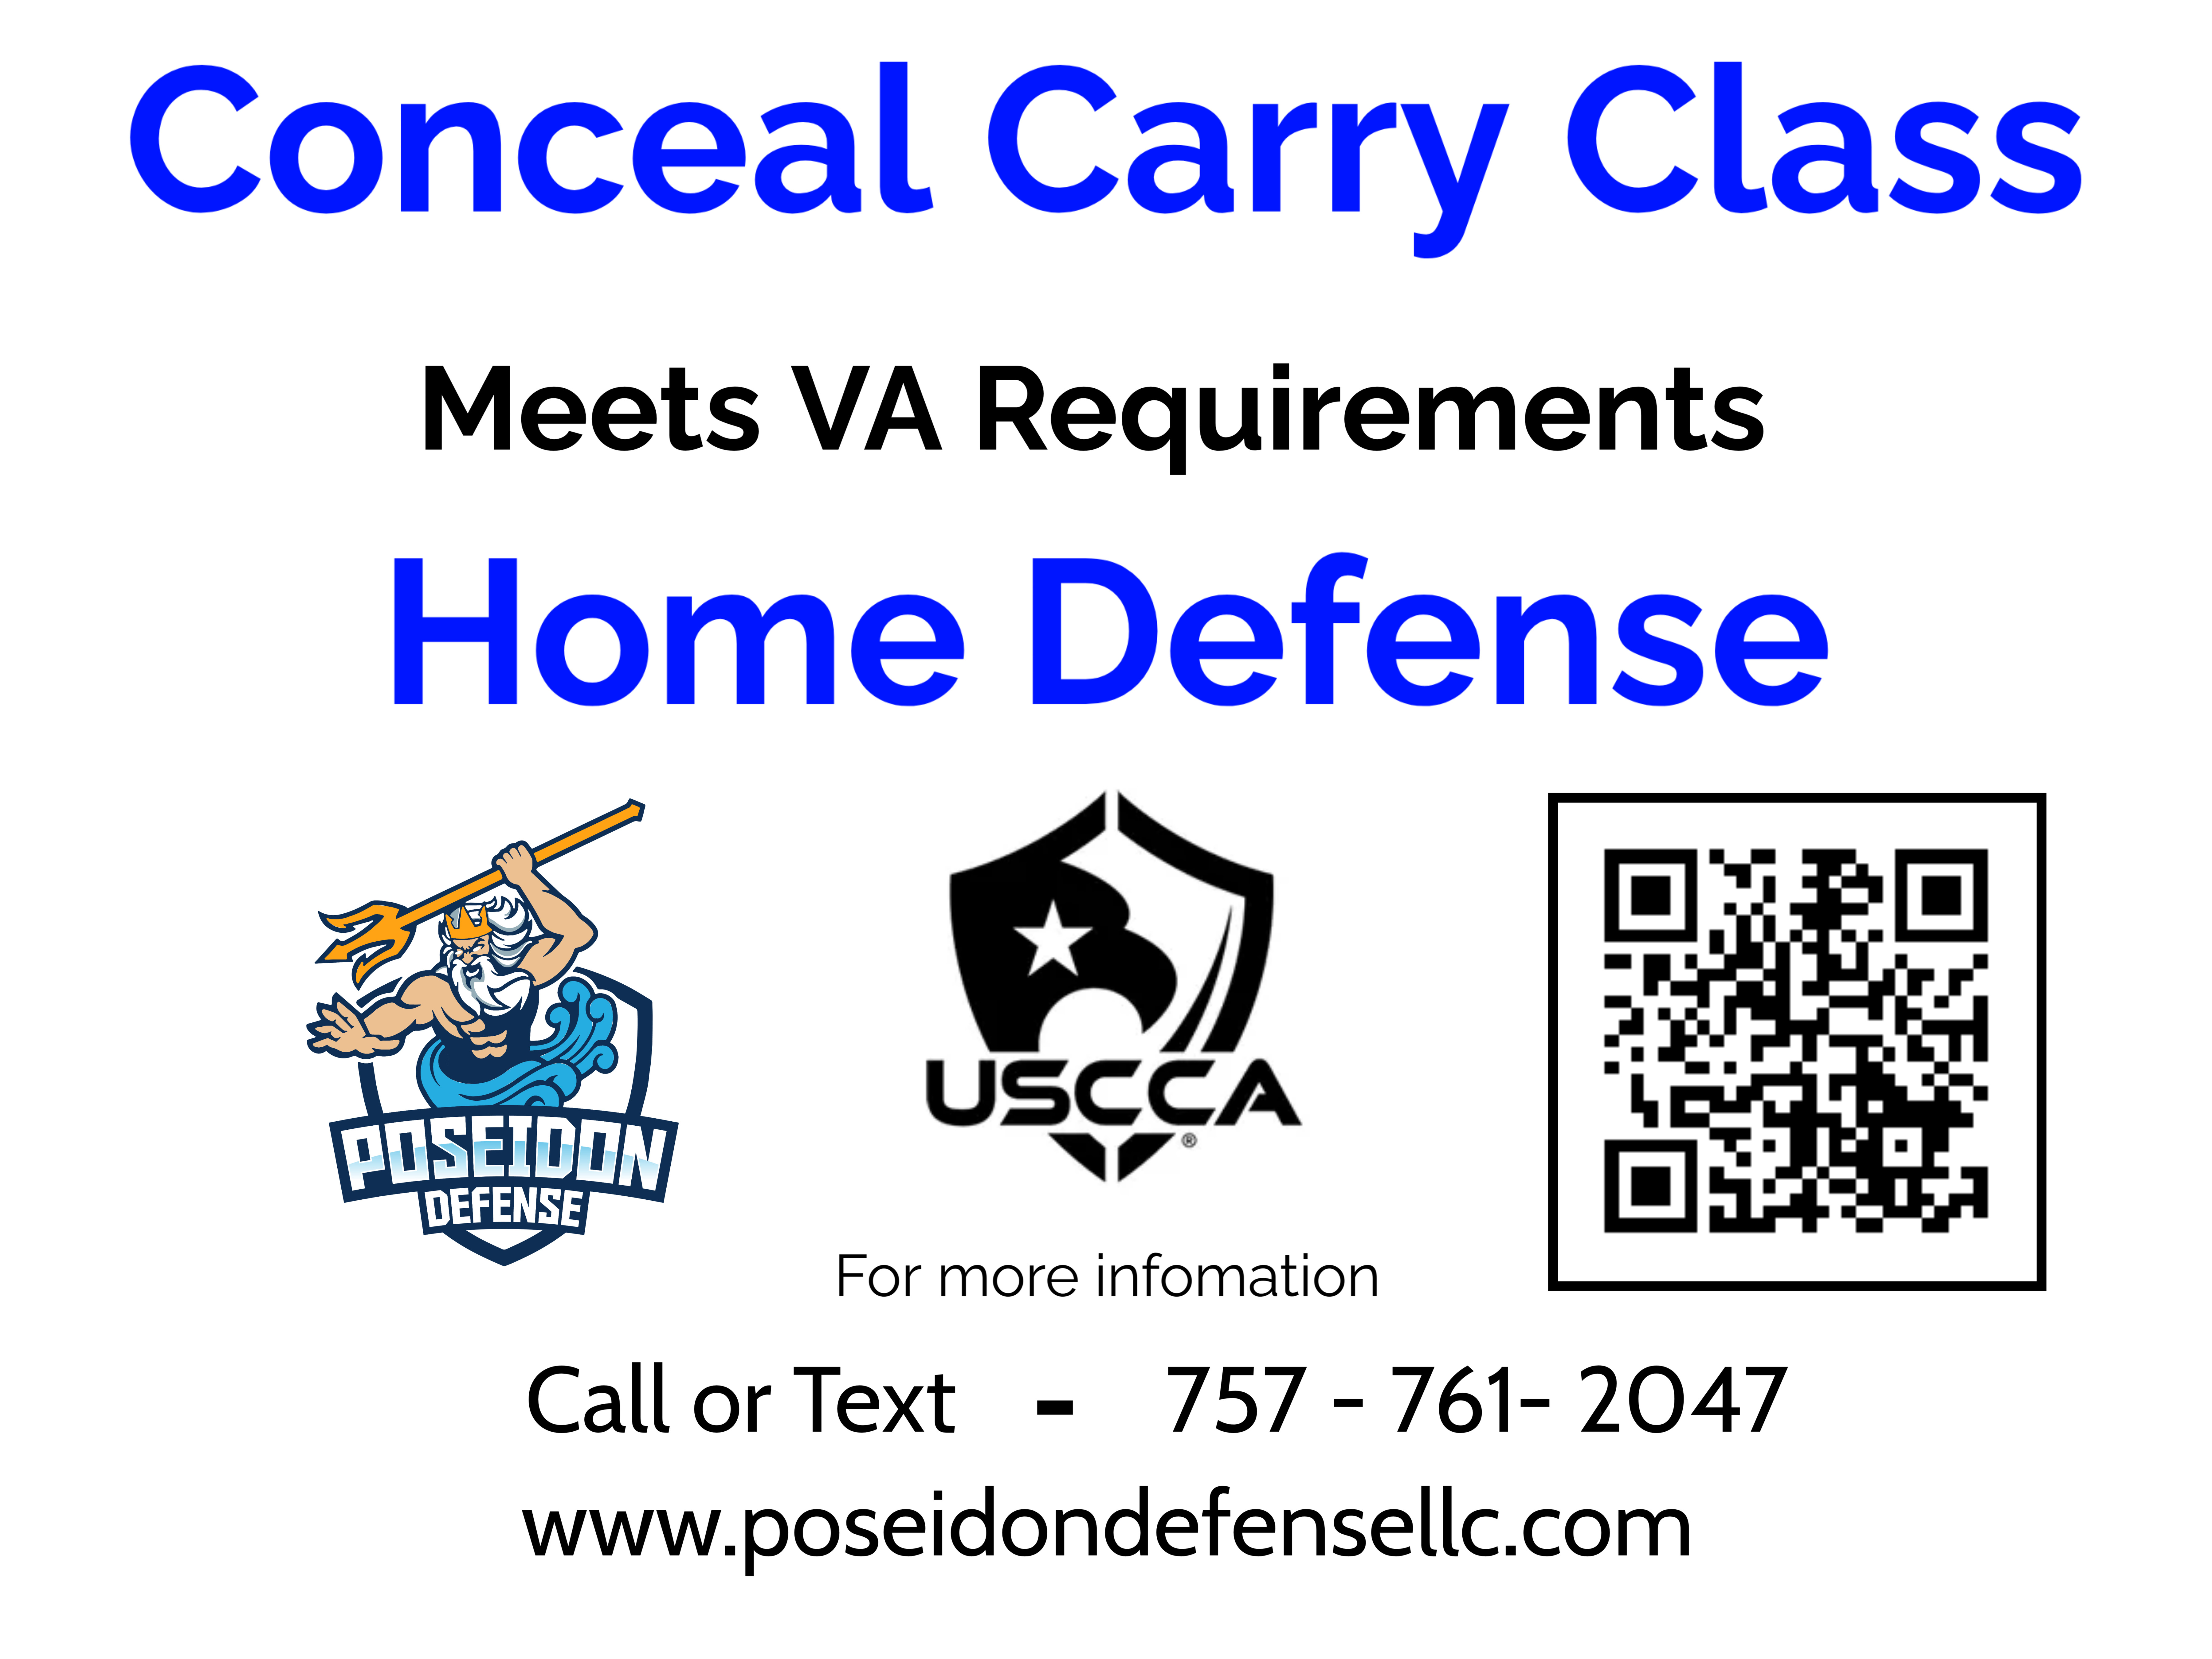 Conceal Carry Class
Meets VA Requirements
Home Defense
POSEIDON
DEFENSE
USCCA
®
For more infomation
Call or Text - 757 - 761- 2047
www.poseidondefensellc.com